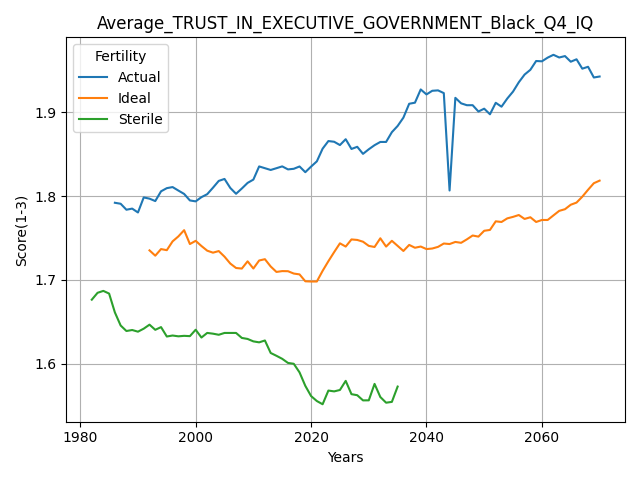 Average_TRUST_IN_EXECUTIVE_GOVERNMENT_Black_Q4_IQ
Fertility
Actual
Ideal
Sterile
Score(1-3)
1.9
1.8
1.7
1.6
1980 2000 2020 2040 2060
Years